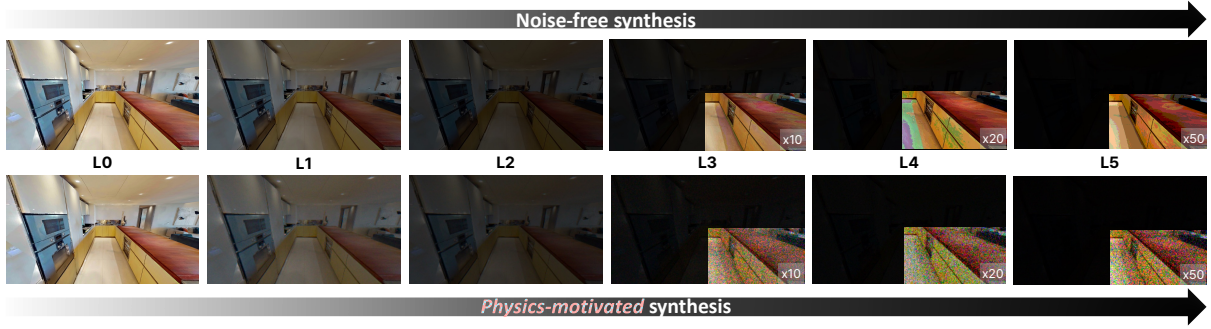 Noise-free synthesis
x10
x20
x50
L0
L1
L2
L3
L4
L5
x10
x20
x50
Physics-motivated synthesis